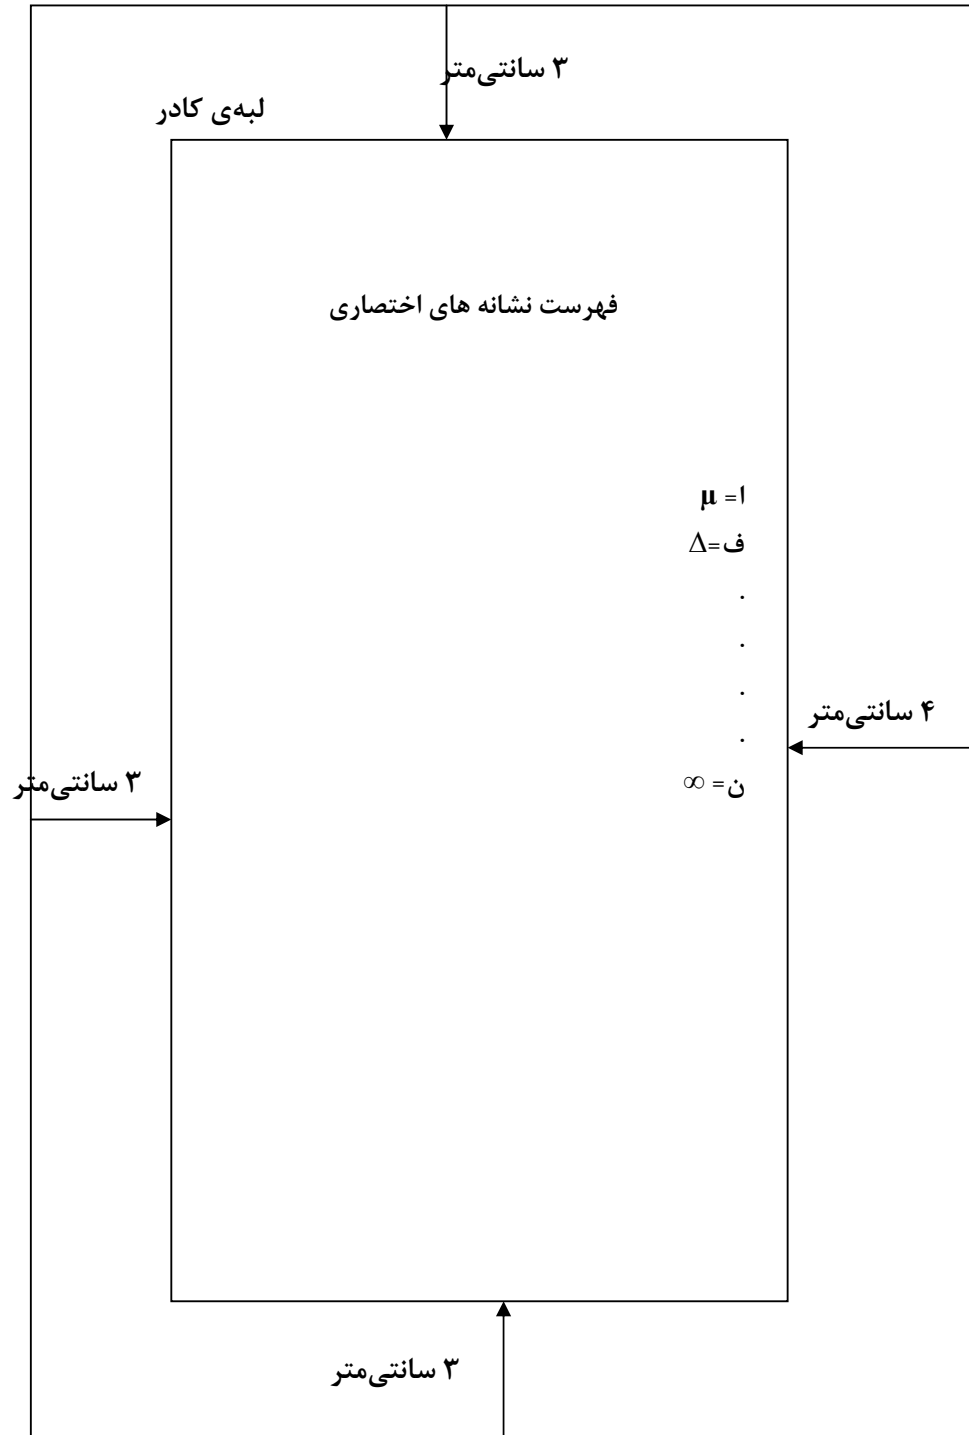 ۳ سانتی‌متر
لبه‌ی کادر
فهرست نشانه های اختصاری
ا= μ
ف=Δ
.
.
.
.
۴ سانتی‌متر
ن= ∞
۳ سانتی‌متر
۳ سانتی‌متر